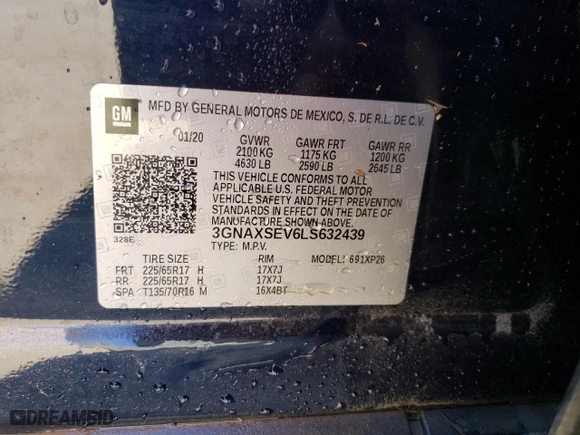 GM
MFD BY GENERAL MOTORS DE MEXICO, S. DE R.L. DE C.V.
01/20 GVWR GAWR FRT GAWR RR
2100 KG 1175 KG 1200 KG
4630 LB 2590 LB 2645 LB
THIS VEHICLE CONFORMS TO ALL
APPLICABLE U.S. FEDERAL MOTOR
VEHICLE SAFETY AND THEFT
PREVENTION STANDARDS IN EFFECT
ON THE DATE OF
MANUFACTURE SHOWN ABOVE.
328E 3GNAXSEV6LS632439
TYPE: M.P.V.
TIRE SIZE RIM MODEL: 691XP26
FRT 225/65R17 H 17X7J
RR 225/65R17 H 17X7J
SPA T135/70R16 M 16X4BT
DREAMBID